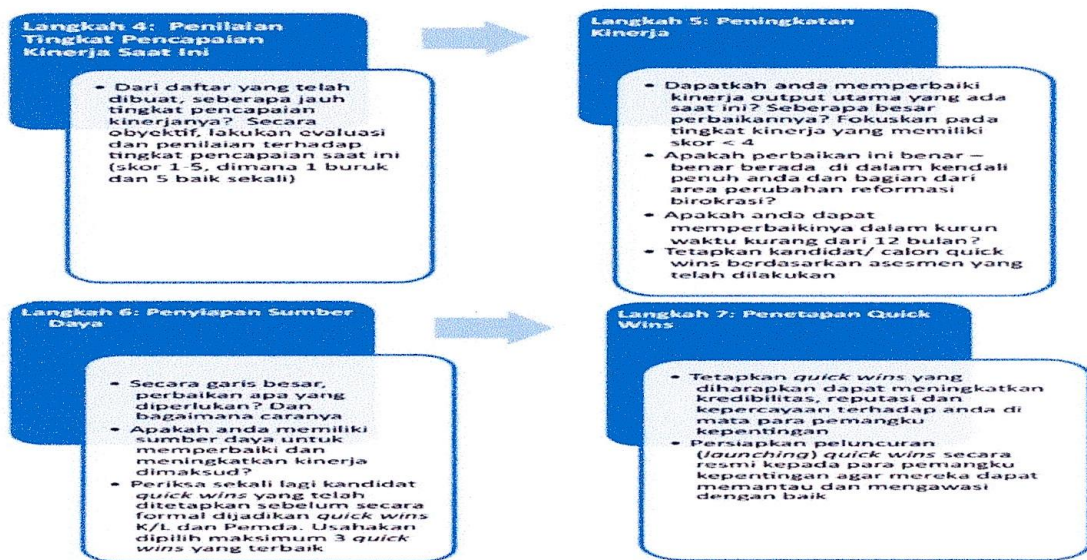 Langkah 4: Penilaian
Tingkat Pencapaian
Kinerja Saat Ini
• Dari daftar yang telah
dibuat, seberapa jauh
tingkat pencapaian
kinerjanya? Secara
obyektif, lakukan evaluasi
dan penilaian terhadap
tingkat pencapaian saat ini
(skor 1-5, dimana 1 buruk
dan 5 baik sekali)
Langkah 5: Peningkatan
Kinerja
• Dapatkah anda memperbaiki
kinerja output utama yang ada
saat ini? Seberapa besar
perbaikannya? Fokuskan pada
tingkat kinerja yang memiliki
skor < 4
• Apakah perbaikan ini benar –
benar berada di dalam kendali
penuh anda dan bagian dari
area perubahan reformasi
birokrasi?
• Apakah anda dapat
memperbaikinya dalam kurun
waktu kurang dari 12 bulan?
• Tetapkan kandidat/ calon quick
wins berdasarkan asesmen yang
telah dilakukan
Langkah 6: Penyiapan Sumber
Daya
• Secara garis besar,
perbaikan apa yang
diperlukan? Dan
bagaimana caranya
• Apakah anda memiliki
sumber daya untuk
memperbaiki dan
meningkatkan kinerja
dimaksud?
• Periksa sekali lagi kandidat
quick wins yang telah
ditetapkan sebelum secara
formal dijadikan quick wins
K/L dan Pemda. Usahakan
dipilih maksimum 3 quick
wins yang terbaik
Langkah 7: Penetapan Quick
Wins
• Tetapkan quick wins yang
diharapkan dapat meningkatkan
kredibilitas, reputasi dan
kepercayaan terhadap anda di
mata para pemangku
kepentingan
• Persiapkan peluncuran
(launching) quick wins secara
resmi kepada para pemangku
kepentingan agar mereka dapat
memantau dan mengawasi
dengan baik